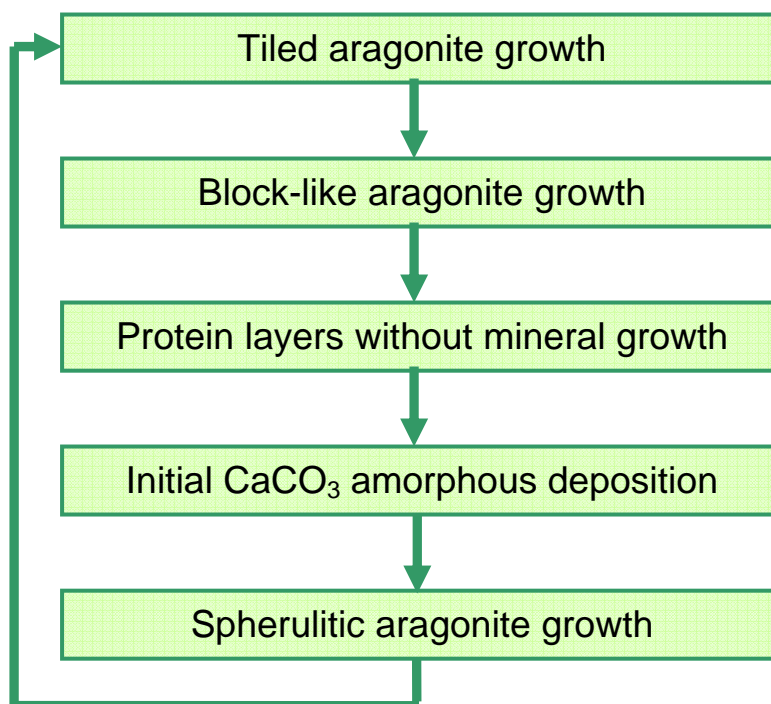 Tiled aragonite growth
Block-like aragonite growth
Protein layers without mineral growth
Initial CaCO₃ amorphous deposition
Spherulitic aragonite growth